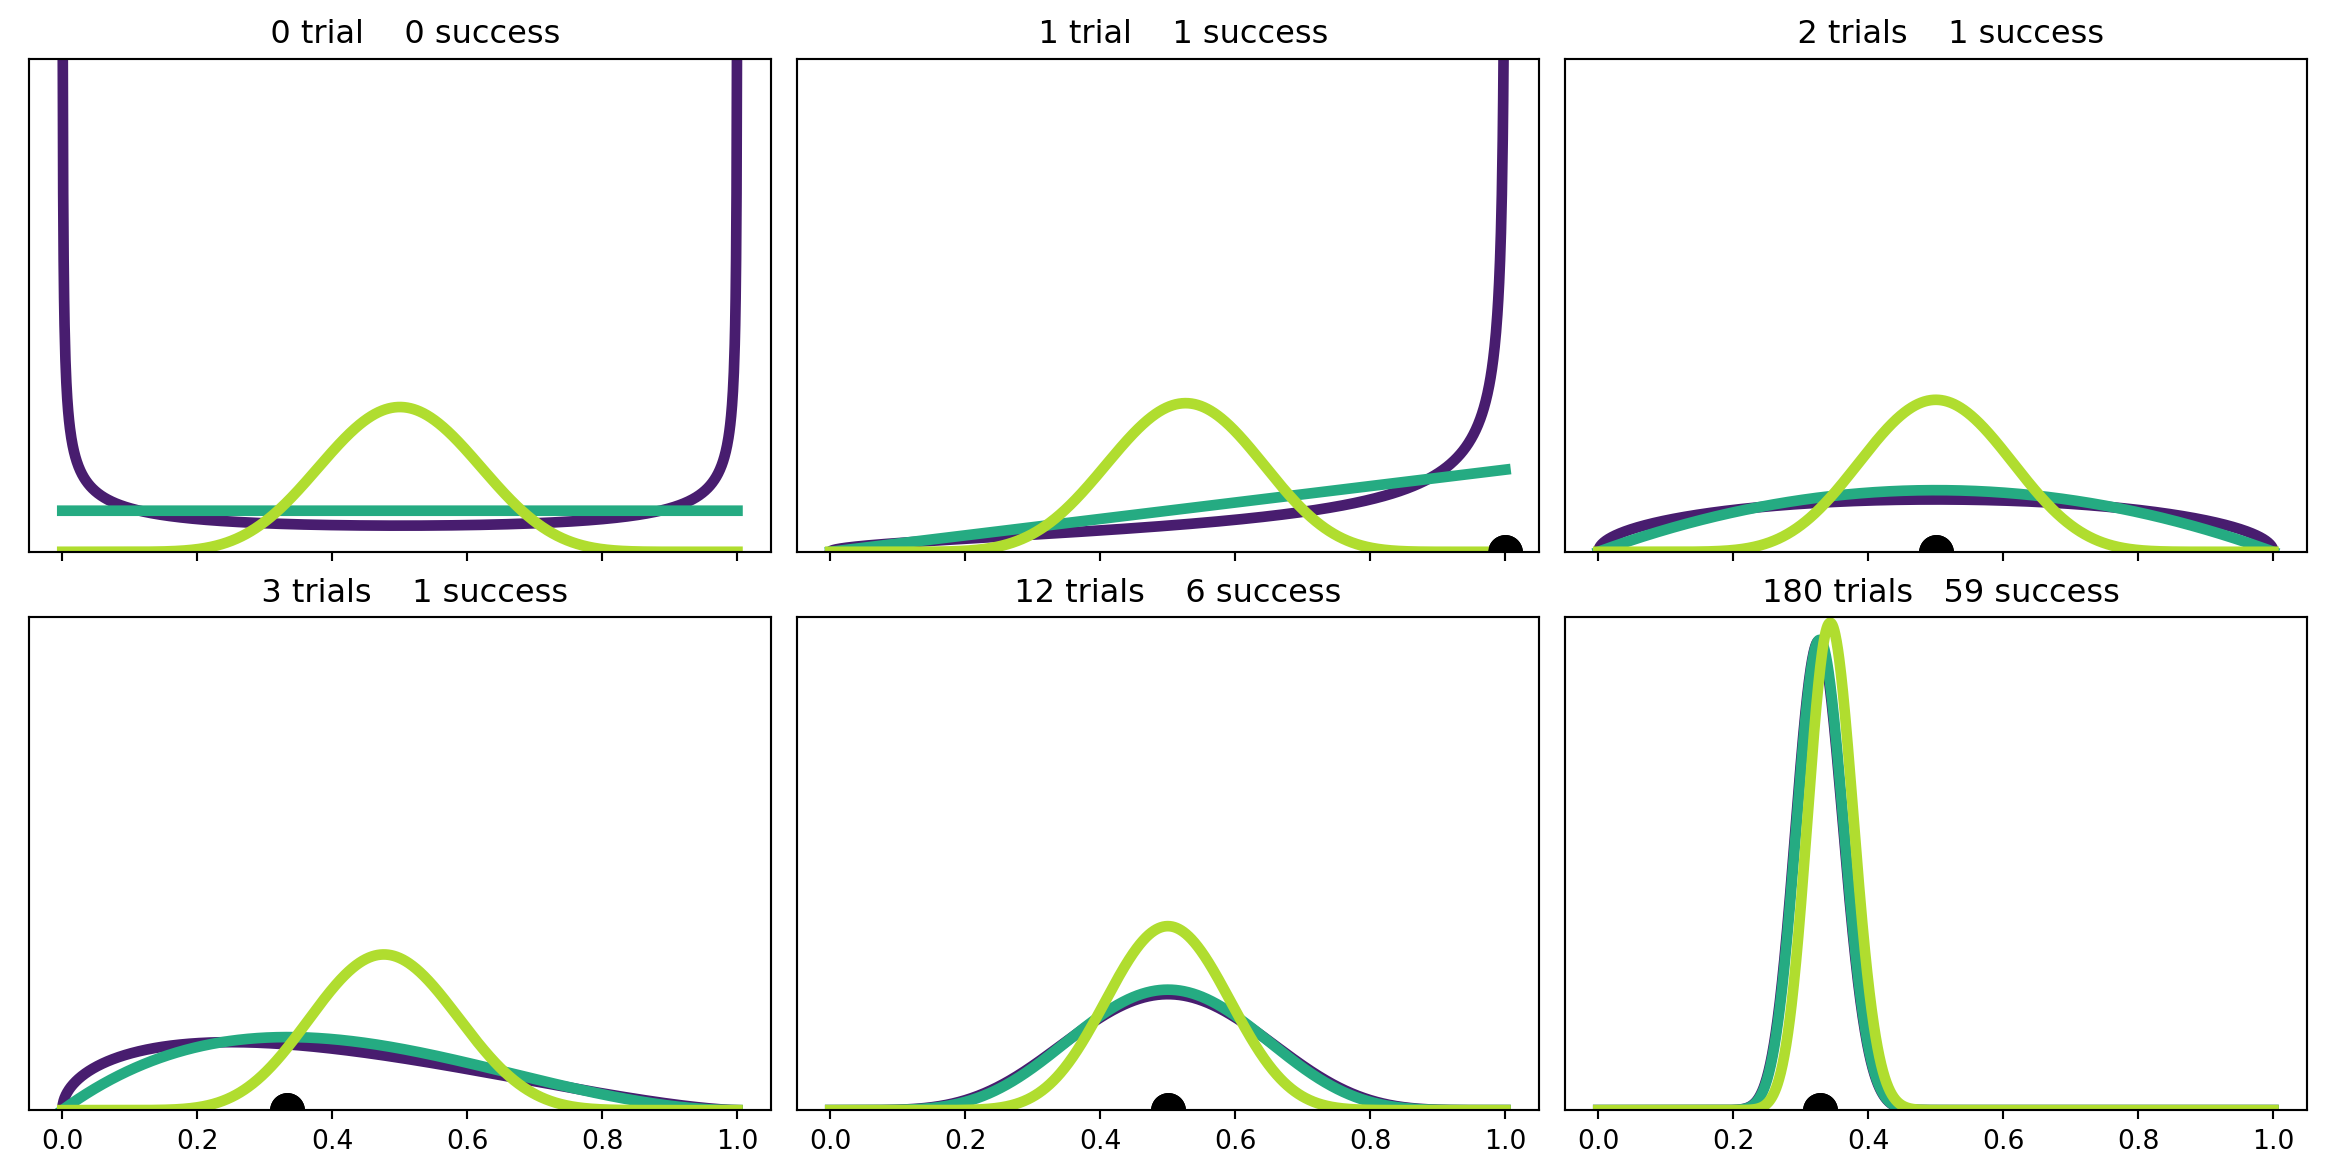 0 trial    0 success
1 trial    1 success
2 trials    1 success
3 trials    1 success
12 trials    6 success
180 trials   59 success
0.0 0.2 0.4 0.6 0.8 1.0
0.0 0.2 0.4 0.6 0.8 1.0
0.0 0.2 0.4 0.6 0.8 1.0